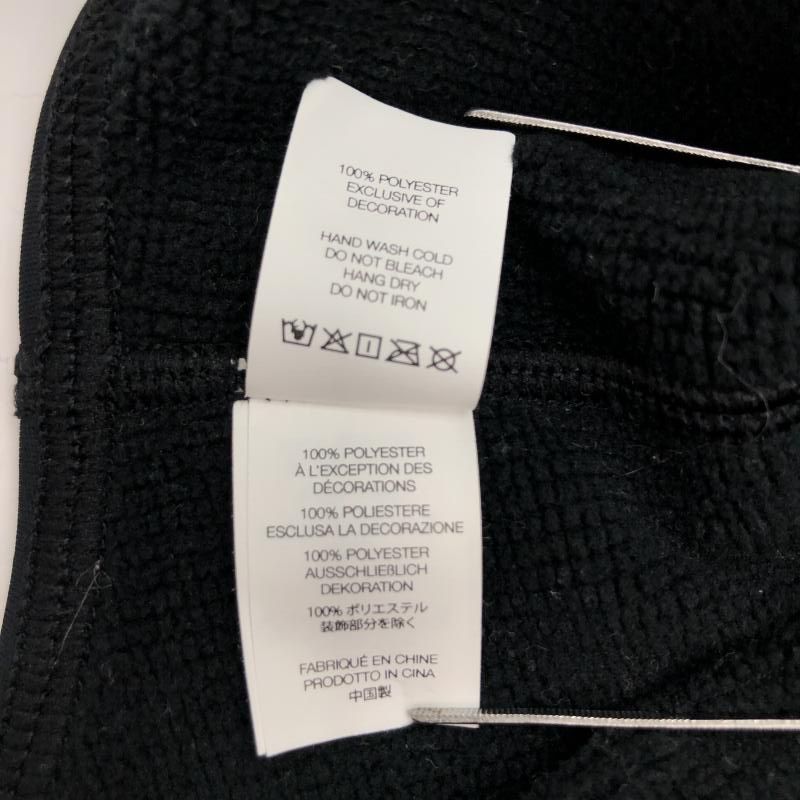 100% POLYESTER
EXCLUSIVE OF
DECORATION
HAND WASH COLD
DO NOT BLEACH
HANG DRY
DO NOT IRON
100% POLYESTER
À L'EXCEPTION DES
DÉCORATIONS
100% POLIESTERE
ESCLUSA LA DECORAZIONE
100% POLYESTER
AUSSCHLIEßLICH
DEKORATION
100% ポリエステル
装飾部分を除く
FABRIQUÉ EN CHINE
PRODOTTO IN CINA
中国製